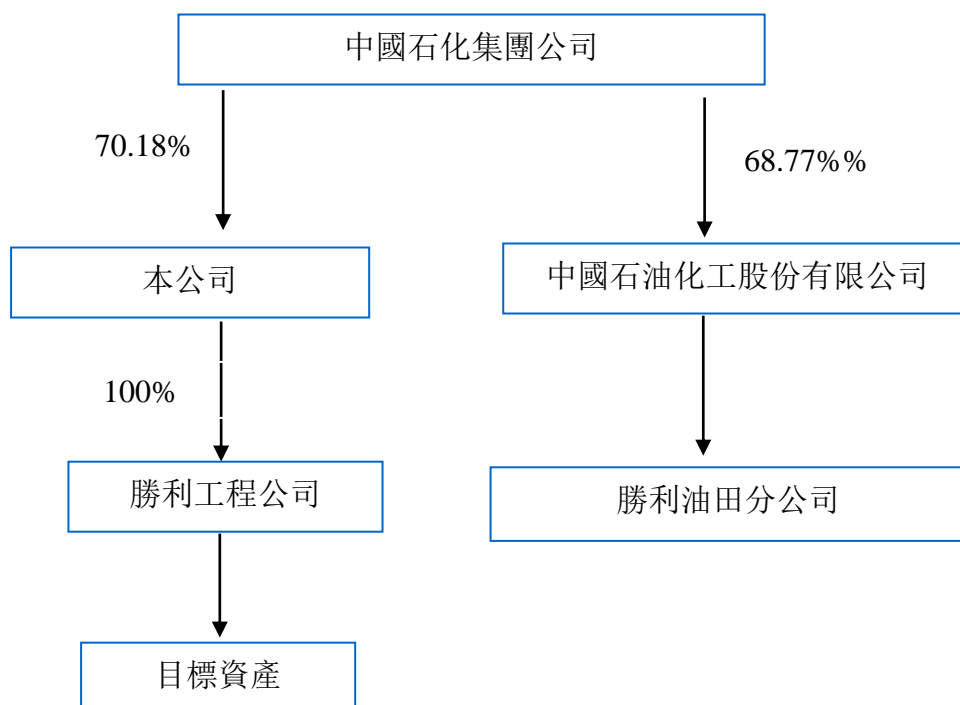 中國石化集團公司
70.18%
68.77%%
本公司
中國石油化工股份有限公司
100%
勝利工程公司
勝利油田分公司
目標資產